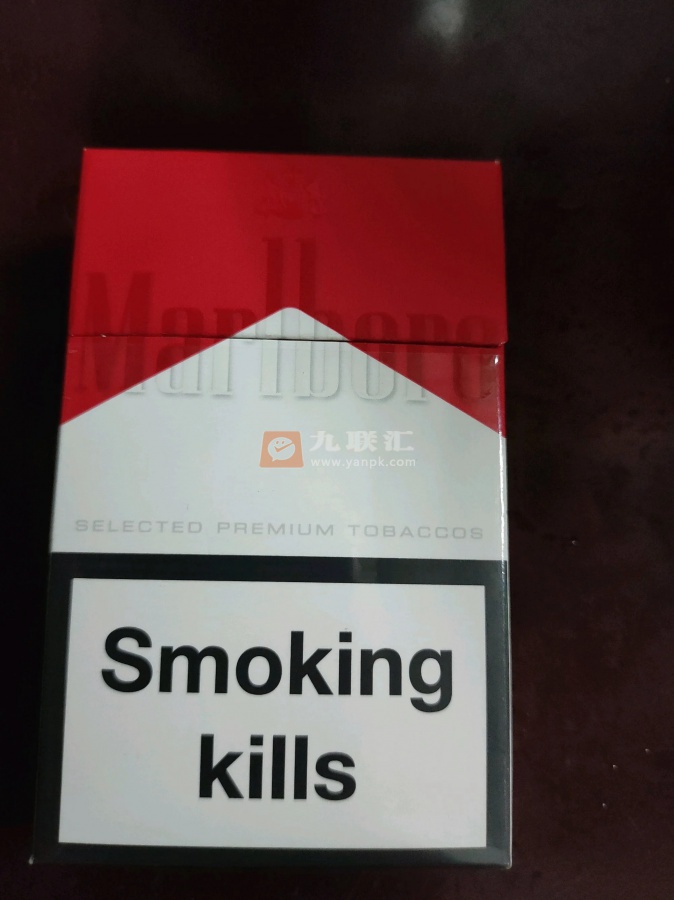 Marlboro
九联汇
www.yanpk.com
SELECTED PREMIUM TOBACCOS
Smoking
kills